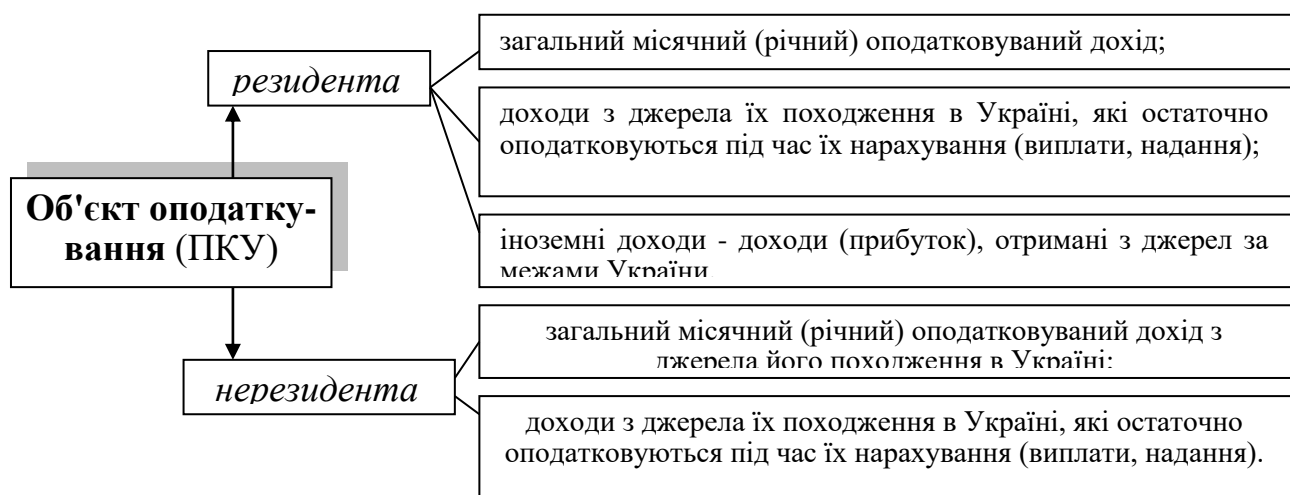 загальний місячний (річний) оподатковуваний дохід;
резидента
доходи з джерела їх походження в Україні, які остаточно
оподатковуються під час їх нарахування (виплати, надання);
Об'єкт оподатку-
вання (ПКУ)
іноземні доходи - доходи (прибуток), отримані з джерел за
межами України.
загальний місячний (річний) оподатковуваний дохід з
джерела його походження в Україні;
нерезидента
доходи з джерела їх походження в Україні, які остаточно
оподатковуються під час їх нарахування (виплати, надання).